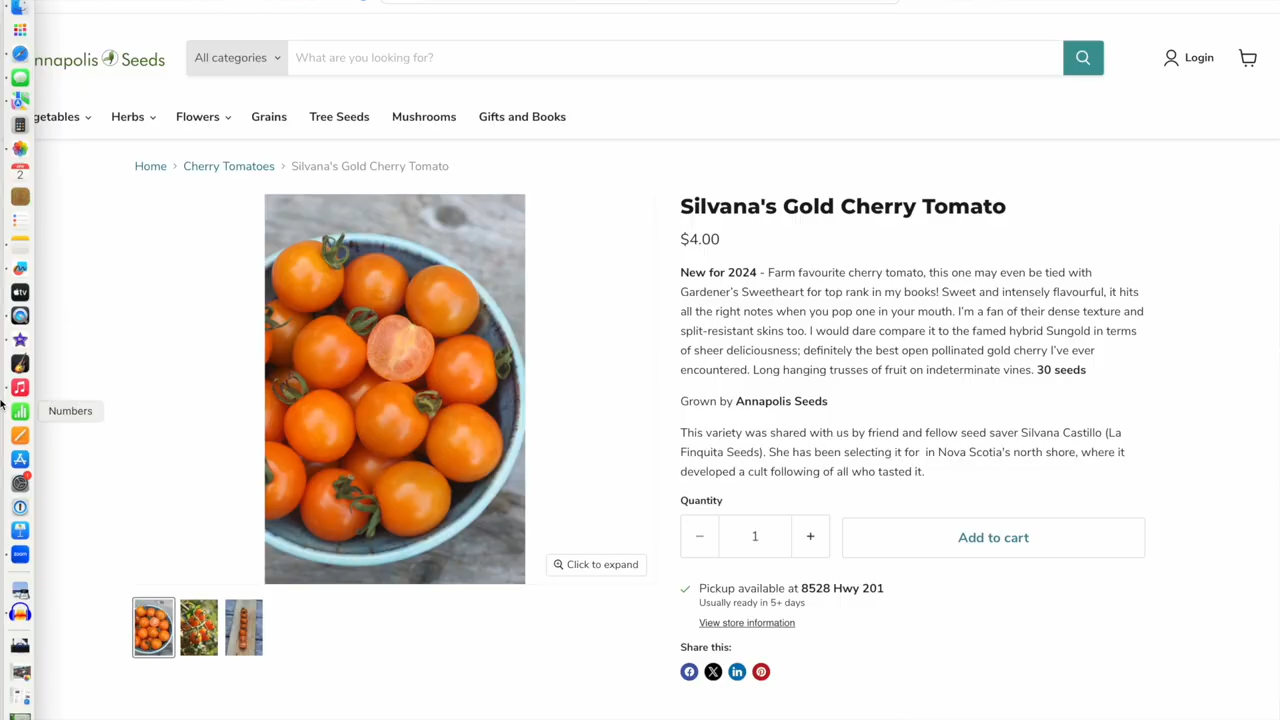 nnapolis Seeds
All categories
What are you looking for?
Login
getables
Herbs
Flowers
Grains
Tree Seeds
Mushrooms
Gifts and Books
Home > Cherry Tomatoes > Silvana's Gold Cherry Tomato
Silvana's Gold Cherry Tomato
$4.00
New for 2024 - Farm favourite cherry tomato, this one may even be tied with
Gardener's Sweetheart for top rank in my books! Sweet and intensely flavourful, it hits
all the right notes when you pop one in your mouth. I'm a fan of their dense texture and
split-resistant skins too. I would dare compare it to the famed hybrid Sungold in terms
of sheer deliciousness; definitely the best open pollinated gold cherry I've ever
encountered. Long hanging trusses of fruit on indeterminate vines. 30 seeds
Grown by Annapolis Seeds
This variety was shared with us by friend and fellow seed saver Silvana Castillo (La
Finquita Seeds). She has been selecting it for in Nova Scotia's north shore, where it
developed a cult following of all who tasted it.
Quantity
− 1 +
Add to cart
Click to expand
Pickup available at 8528 Hwy 201
Usually ready in 5+ days
View store information
Share this:
Numbers
2
tv
zoom